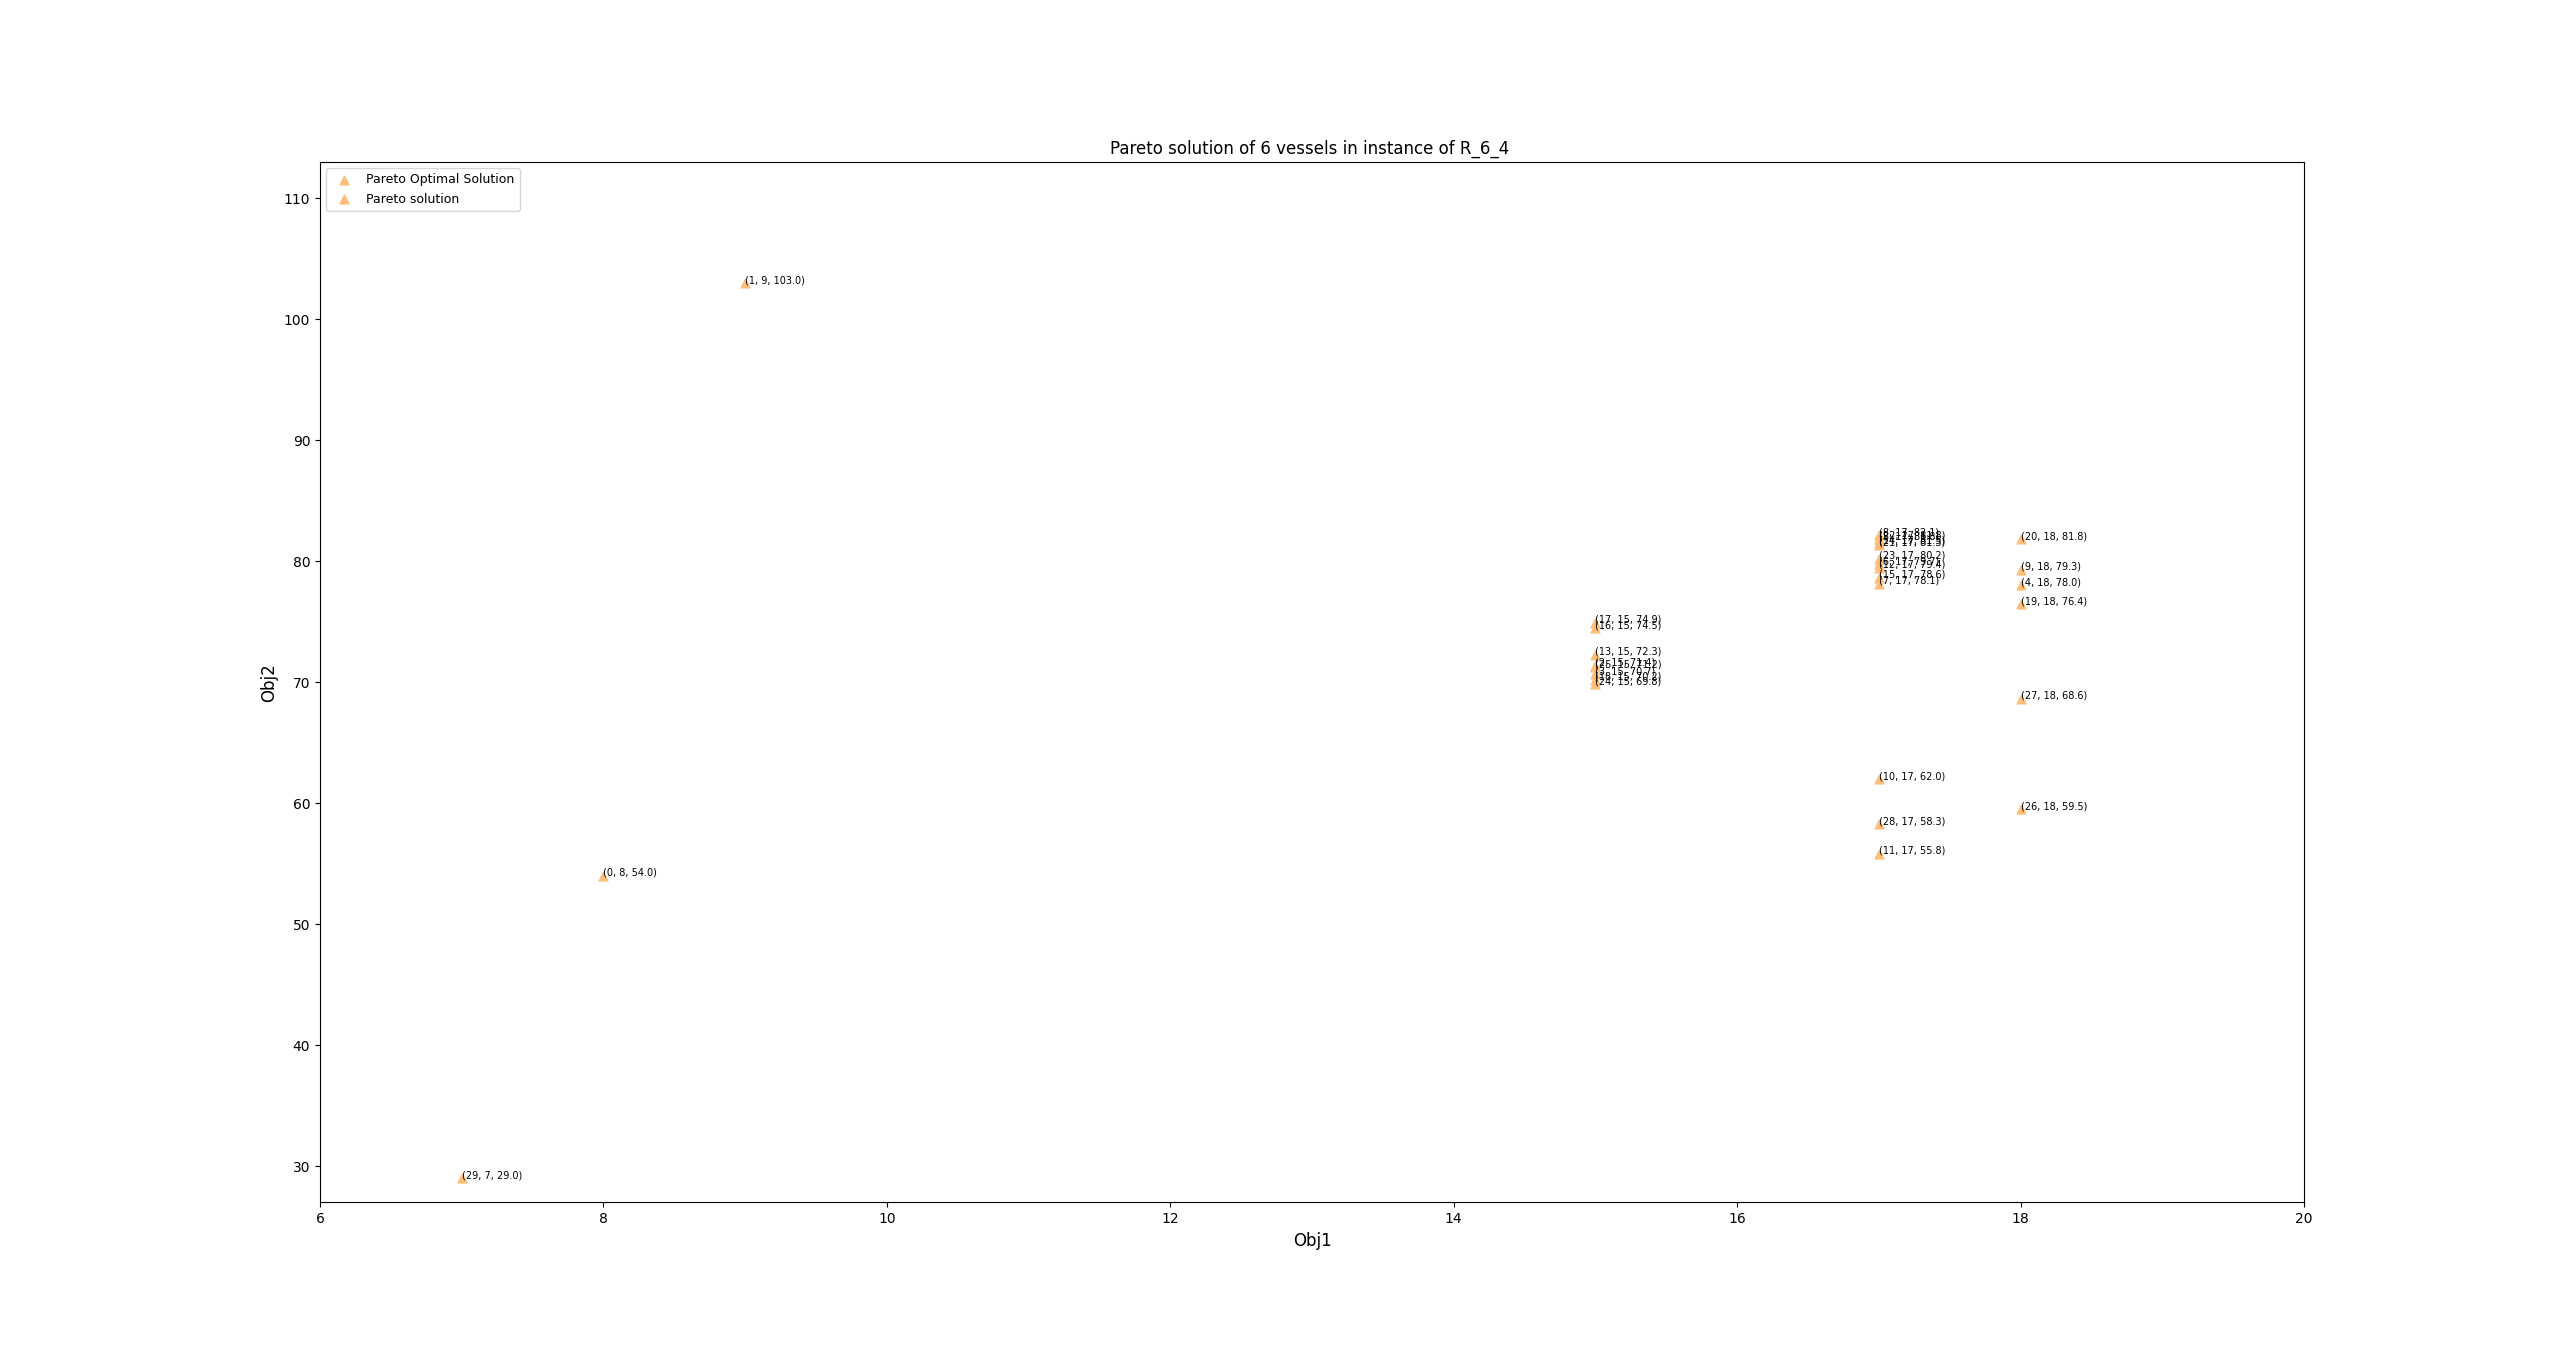 Pareto solution of 6 vessels in instance of R_6_4
Pareto Optimal Solution
Pareto solution
110
100
90
80
70
60
50
40
30
Obj2
(1, 9, 103.0)
(20, 18, 81.8)
(23, 17, 80.2)
(12, 17, 79.4)
(9, 18, 79.3)
(15, 17, 78.6)
(7, 17, 78.1)
(4, 18, 78.0)
(19, 18, 76.4)
(17, 15, 74.9)
(16, 15, 74.5)
(13, 15, 72.3)
(24, 15, 69.8)
(27, 18, 68.6)
(10, 17, 62.0)
(26, 18, 59.5)
(28, 17, 58.3)
(11, 17, 55.8)
(0, 8, 54.0)
(29, 7, 29.0)
6 8 10 12 14 16 18 20
Obj1